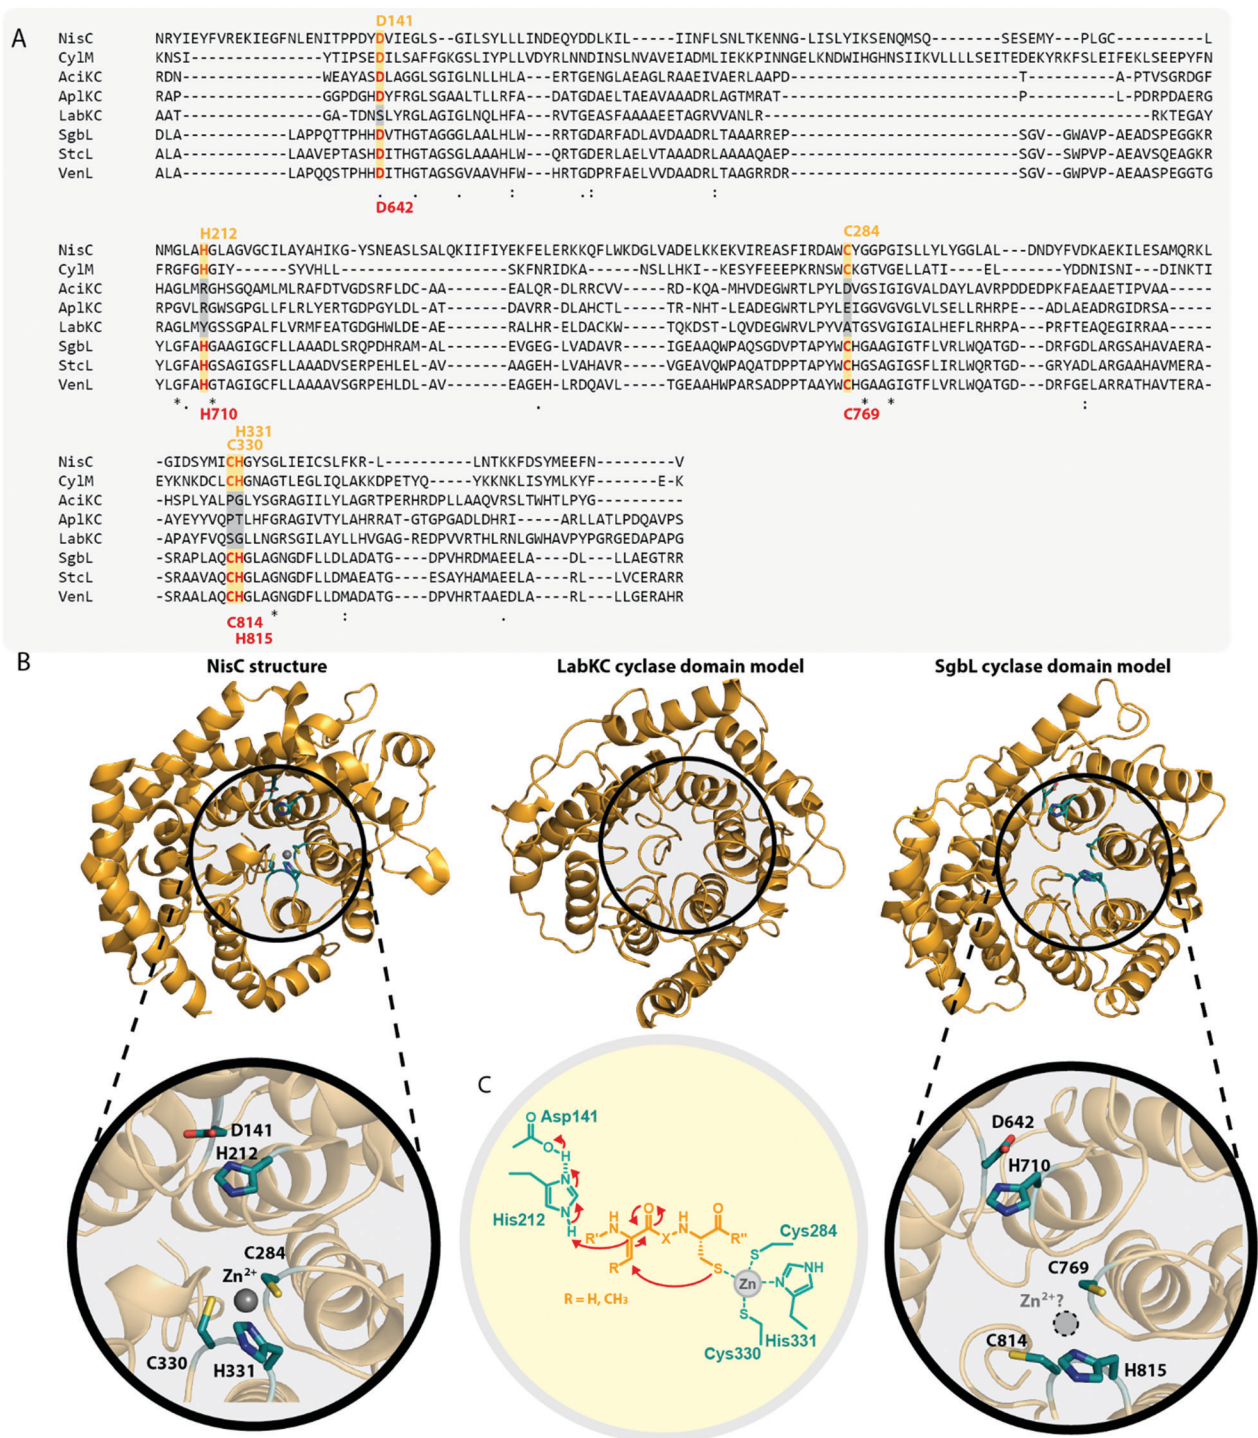 A
D141
NisC NRYIEYFVREKIEGFNLENITPPDYDVIEGLS--GILSYLLLINDEQYDDLKIL-----IINFLSNLTKENNG-LISLYIKSENQMSQ--------SESEMY---PLGC----------L
CylM KNSI---------------YTIPSEDILSAFFGKGSLIYPLLVDYRLNNDINSLNVAVEIADMLIEKKPINNGELKNDWIHGHNSIIKVLLLLSEITEDEKYRKFSLEIFEKLSEEPYFN
AciKC RDN----------------WEAYASDLAGGLSGIGLNLLHLA---ERTGENGLAEAGLRAAEIVAERLAAPD--------------------------T----------A-PTVSGRDGF
AplKC RAP----------------GGPDGHDYFRGLSGAALTLLRFA---DATGDAELTAEAVAAADRLAGTMRAT---------------------------P----------L-PDRPDAERG
LabKC AAT----------------GA-TDNSLYRGLAGIGLNQLHFA---RVTGEASFAAAAEETAGRVVANLR--------------------------------------------RKTEGAY
SgbL DLA------------LAPPQTTPHHDVTHGTAGGGLAALHLW---RRTGDARFADLAVDAADRLTAAARREPS-------------------------SGV--GWAVP-AEADSPEGGKR
StcL ALA------------LAAVEPTASHDITHGTAGSGLAAAHLW---QRTGDERLAELVTAAADRLTAAAAQAEP-------------------------SGV--SWPVP-AEAVSQEAGKR
VenL ALA------------LAPQQSTPHHDITHGTAGSGVAAVHFW---HRTGDPRFAELVVDAADRLTAAGRRDR--------------------------SGV--GWPVP-AEAASPEGGTG
. . . : .: :
D642
H212 C284
NisC NMGLAHGLAGVGCILAYAHIKG-YSNEASLSALQKIIFIYEKFELERKKQFLWKDGLVADELKKEKVIREASFIRDAWCYGGPGISLLYLYGGLAL---DNDYFVDKAEKILESAMQRKL
CylM FRGFGHGIY------SYVHLL-------------------SKFNRIDKA-----NSLLHKI--KESYFEEEPKRNSWCKGTVGELLATI----EL-----YDDNISNI---DINKTI
AciKC HAGLMRGHSGQAMLMLRAFDTVGDSRFLDC-AA-------EALQR-DLRRCVV---RD-KQA-MHVDEGWRTLPYLDVGSIGIGVALDAYLAVRPDDEDPKFAEAAETIPVAA-----
AplKC RPGVLRGWSGPGLLFLRLYERTGDPGYLDL-AT-------DAVRR-DLAHCTL---TR-NHT-LEADEGWRTLPYLEIGGVGVGLVLSELLRHRPE---ADLAEADRGIDRSA-----
LabKC RAGLMYGSSGPALFLVRMFEATGDGHWLDE-AE-------RALHR-ELDACKW---TQKDST-LQVDEGWRVLPYVATGSVGIGIALHEFLRHRPA---PRFTEAQEGIRRAA-----
SgbL YLGFAHGAAGIGCFLLAAADLSRQPDHRAM-AL-------EVGEG-LVADAVR---IGEAAQWPAQSGDVPTAPYWCHGAAGIGTFLVRLWQATGD---DRFGELARGSAHAVAERA-
StcL YLGFAHGSAGIGSFLLAAADVSERPEHLEL-AV-------AAGEH-LVAHAVR---VGEAVQWPAQATDPPTAPYWCHGSAGIGSFLIRLWQRTGD---GRYADLARGAAHAVMERA-
VenL YLGFAHGTAGIGCFLLAAAAVSGRPEHLDL-AV-------EAGEH-LRDQAVL---TGEAAHWPARSADPPTAAYWCHGAAGIGTFLVRLWQATGD---DRFGELARRATHAVTERA-
*. * . * * :
H710 C769
H331
C330
NisC -GIDSYMICHGYSGLIEICSLFKR-L----------LNTKKFDSYMEEFN----------V
CylM EYKNKDCLCHGNAGTLEGLIQLAKKDPETYQ-----YKKNKLISYMLKYF-------E-K
AciKC -HSPLYALPGLYSGRAGIILYLAGRTPERHRDPLLAAQVRSLTWHTLPYG----------
AplKC -AYEYYVQPTLHFGRAGIVTYLAHRRAT-GTGPGADLDHRI-----ARLLATLPDQAVPS
LabKC -APAYFVQSGLLNGRSGILAYLLHVGAG-REDPVVRTHLRNLGWHAVPYPGRGEDAPAPG
SgbL -SRAPLAQCHGLAGNGDFLLDLADATG----DPVHRDMAEELA----DL---LLAEGTRR
StcL -SRAAVAQCHGLAGNGDFLLDMAEATG----ESAYHAMAEELA----RL---LVCERARR
VenL -SRAALAQCHGLAGNGDFLLDMADATG----DPVHRTAAEDLA----RL---LLGERAHR
* : .
C814
H815
B
NisC structure LabKC cyclase domain model SgbL cyclase domain model
D141
H212
C284
Zn2+
C330
H331
C
Asp141
O
O
H
N
N
H
His212
R'
H
N
O
X
H
N
O
R"
R
S
R = H, CH3
Cys284
S
Zn
N
NH
S
His331
Cys330
D642
H710
C769
Zn2+?
C814
H815